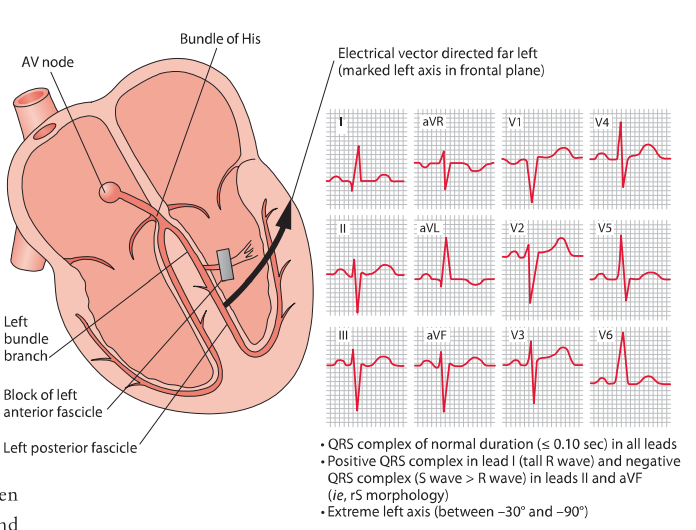 Bundle of His
AV node
Electrical vector directed far left
(marked left axis in frontal plane)
I
aVR
V1
V4
II
aVL
V2
V5
III
aVF
V3
V6
Left
bundle
branch
Block of left
anterior fascicle
Left posterior fascicle
• QRS complex of normal duration (≤ 0.10 sec) in all leads
• Positive QRS complex in lead I (tall R wave) and negative
QRS complex (S wave > R wave) in leads II and aVF
(ie, rS morphology)
• Extreme left axis (between –30° and –90°)
en
nd